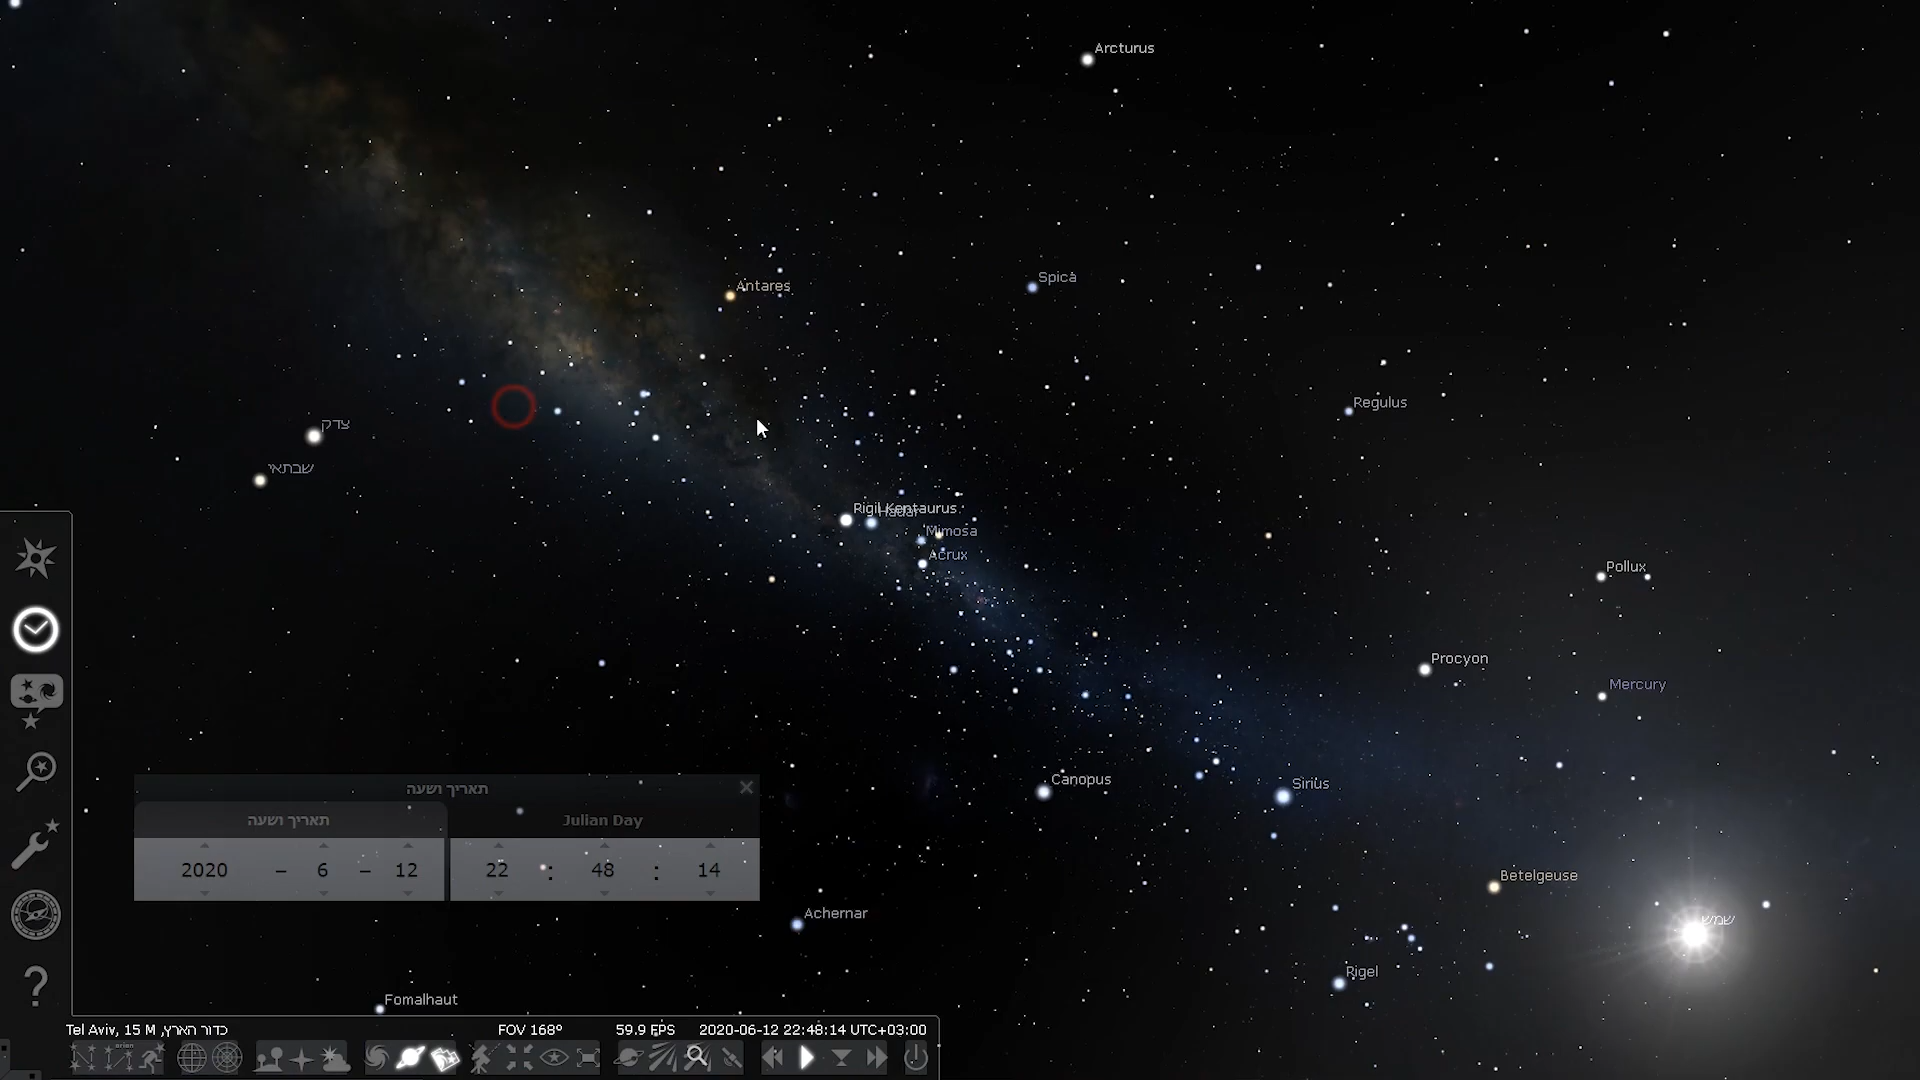 Arcturus
Spica
Antares
Regulus
צדק
שבתאי
Rigil Kentaurus
Hadar
Mimosa
Acrux
Pollux
Procyon
Mercury
Canopus
Sirius
תאריך ושעה
תאריך ושעה
Julian Day
2020 – 6 – 12 22 : 48 : 14
Betelgeuse
Achernar
שמש
Rigel
Fomalhaut
Tel Aviv, 15 M ,כדור הארץ FOV 168° 59.9 FPS 2020-06-12 22:48:14 UTC+03:00